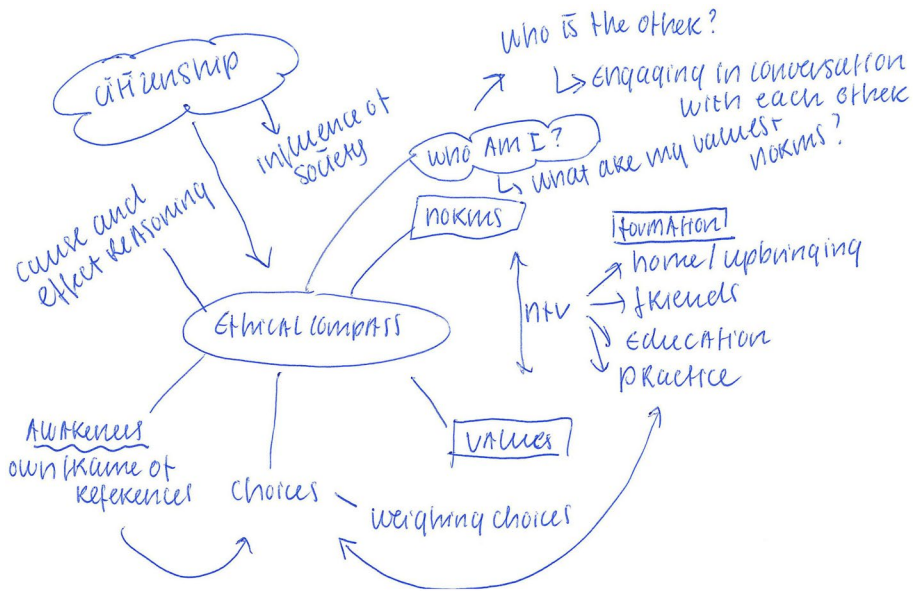 citizenship
influence of
society
cause and
effect reasoning
Who is the other?
↳ Engaging in conversation
with each other
Who AM I?
↳ What are my values+
norms?
norms
formation
home/upbringing
friends
Education
practice
n+v
Ethical compass
values
Awareness
own frame of
references
choices
weighing choices